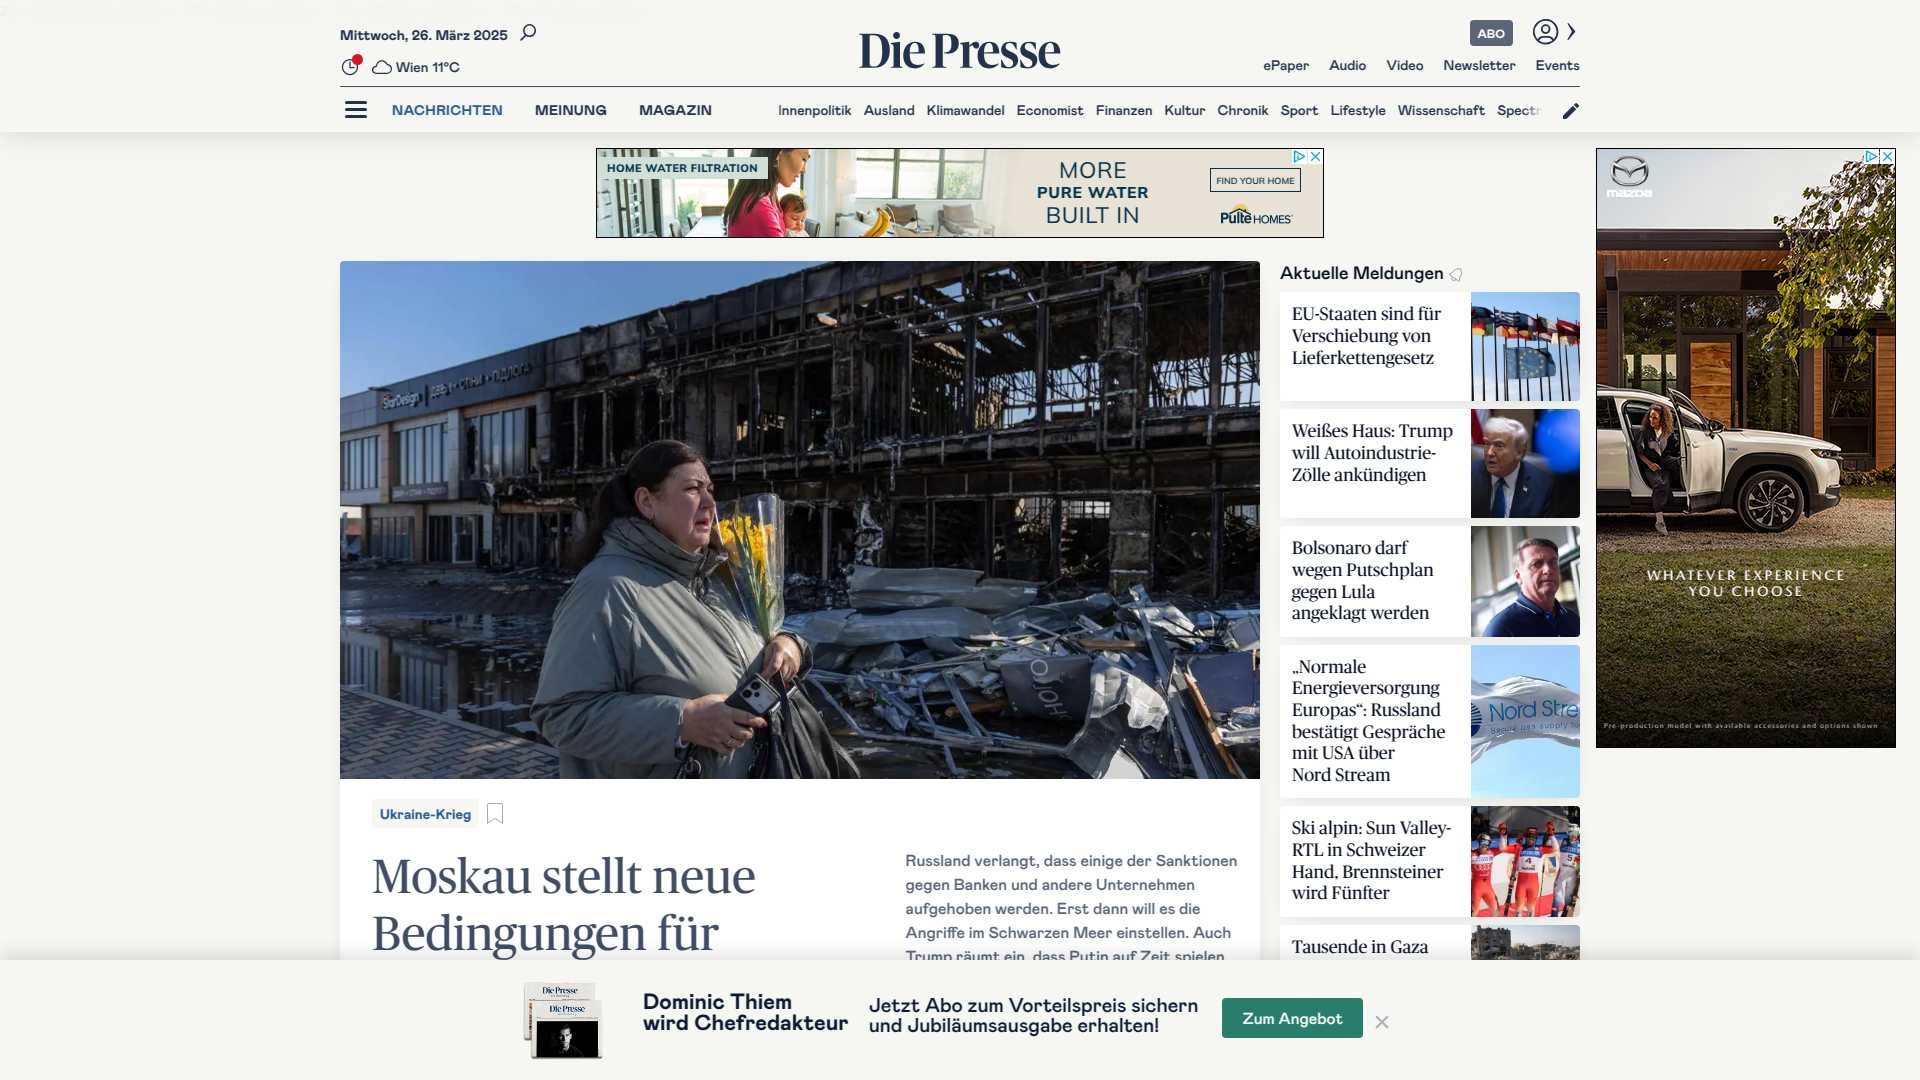 Mittwoch, 26. März 2025
Wien 11°C
Die Presse
ABO
ePaper Audio Video Newsletter Events
NACHRICHTEN MEINUNG MAGAZIN
Innenpolitik Ausland Klimawandel Economist Finanzen Kultur Chronik Sport Lifestyle Wissenschaft Spectr
HOME WATER FILTRATION
MORE
PURE WATER
BUILT IN
FIND YOUR HOME
Pulte HOMES
mazda
WHATEVER EXPERIENCE
YOU CHOOSE
Pre-production model with available accessories and options shown
StarDesign
Aktuelle Meldungen
EU-Staaten sind für
Verschiebung von
Lieferkettengesetz
Weißes Haus: Trump
will Autoindustrie-
Zölle ankündigen
Bolsonaro darf
wegen Putschplan
gegen Lula
angeklagt werden
„Normale
Energieversorgung
Europas“: Russland
bestätigt Gespräche
mit USA über
Nord Stream
Nord Stre
Ski alpin: Sun Valley-
RTL in Schweizer
Hand, Brennsteiner
wird Fünfter
Tausende in Gaza
Ukraine-Krieg
Moskau stellt neue
Bedingungen für
Russland verlangt, dass einige der Sanktionen
gegen Banken und andere Unternehmen
aufgehoben werden. Erst dann will es die
Angriffe im Schwarzen Meer einstellen. Auch
Trump räumt ein, dass Putin auf Zeit spielen
Die Presse
Die Presse
Dominic Thiem
wird Chefredakteur
Jetzt Abo zum Vorteilspreis sichern
und Jubiläumsausgabe erhalten!
Zum Angebot